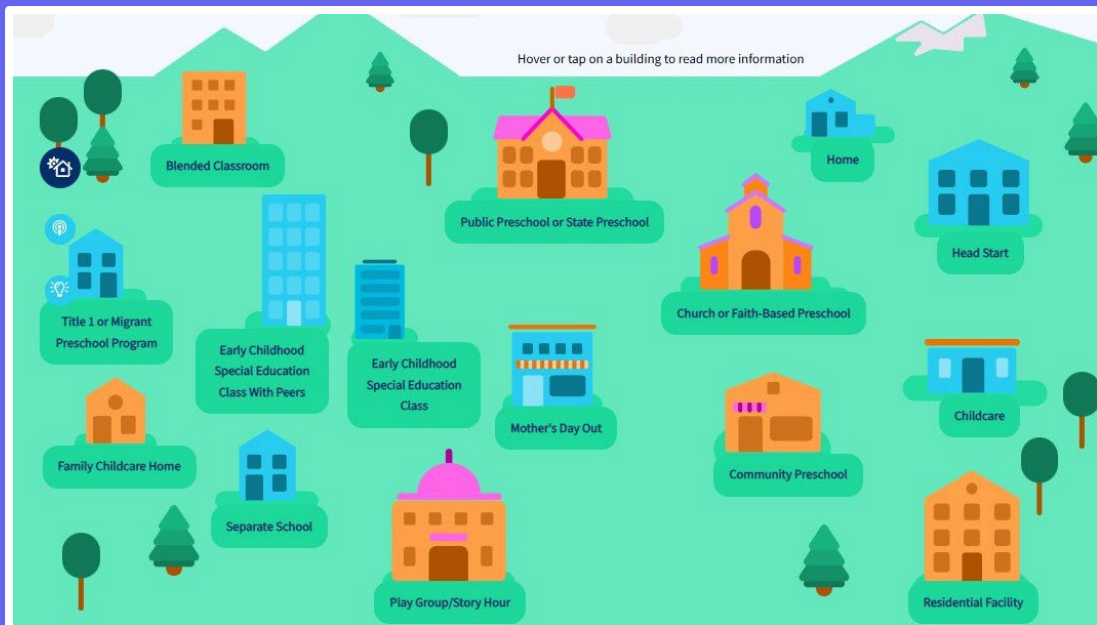 Hover or tap on a building to read more information
Blended Classroom
Home
Public Preschool or State Preschool
Head Start
Church or Faith-Based Preschool
Title 1 or Migrant
Preschool Program
Early Childhood
Special Education
Class With Peers
Early Childhood
Special Education
Class
Mother's Day Out
Childcare
Family Childcare Home
Community Preschool
Separate School
Play Group/Story Hour
Residential Facility